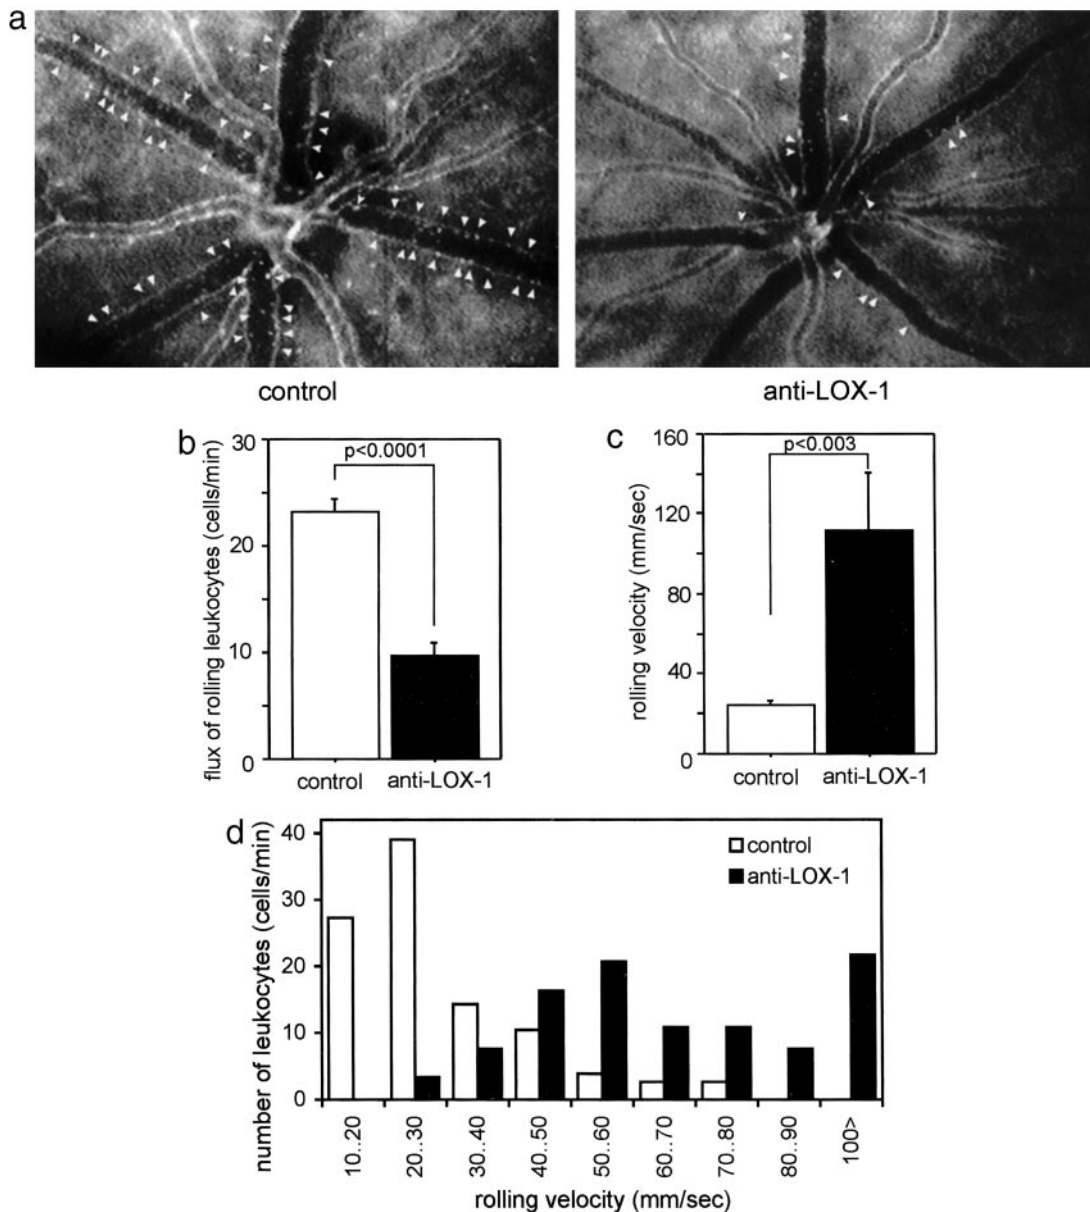 a
control
anti-LOX-1
b
flux of rolling leukocytes (cells/min)
30
20
10
0
p<0.0001
control
anti-LOX-1
c
rolling velocity (mm/sec)
160
120
80
40
0
p<0.003
control
anti-LOX-1
d
number of leukocytes (cells/min)
40
30
20
10
0
control
anti-LOX-1
10..20
20..30
30..40
40..50
50..60
60..70
70..80
80..90
100>
rolling velocity (mm/sec)